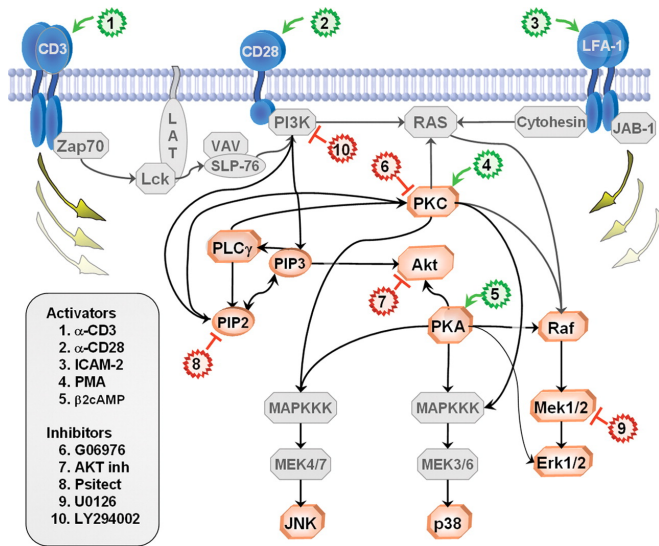 1
2
3
CD3
CD28
LFA-1
LAT
PI3K
RAS
Cytohesin
JAB-1
Zap70
VAV
SLP-76
Lck
10
6
4
PKC
PLCγ
PIP3
Akt
7
5
PIP2
PKA
Raf
8
MAPKKK
MAPKKK
Mek1/2
9
MEK4/7
MEK3/6
Erk1/2
JNK
p38
Activators
1. α-CD3
2. α-CD28
3. ICAM-2
4. PMA
5. β2cAMP
Inhibitors
6. G06976
7. AKT inh
8. Psitect
9. U0126
10. LY294002